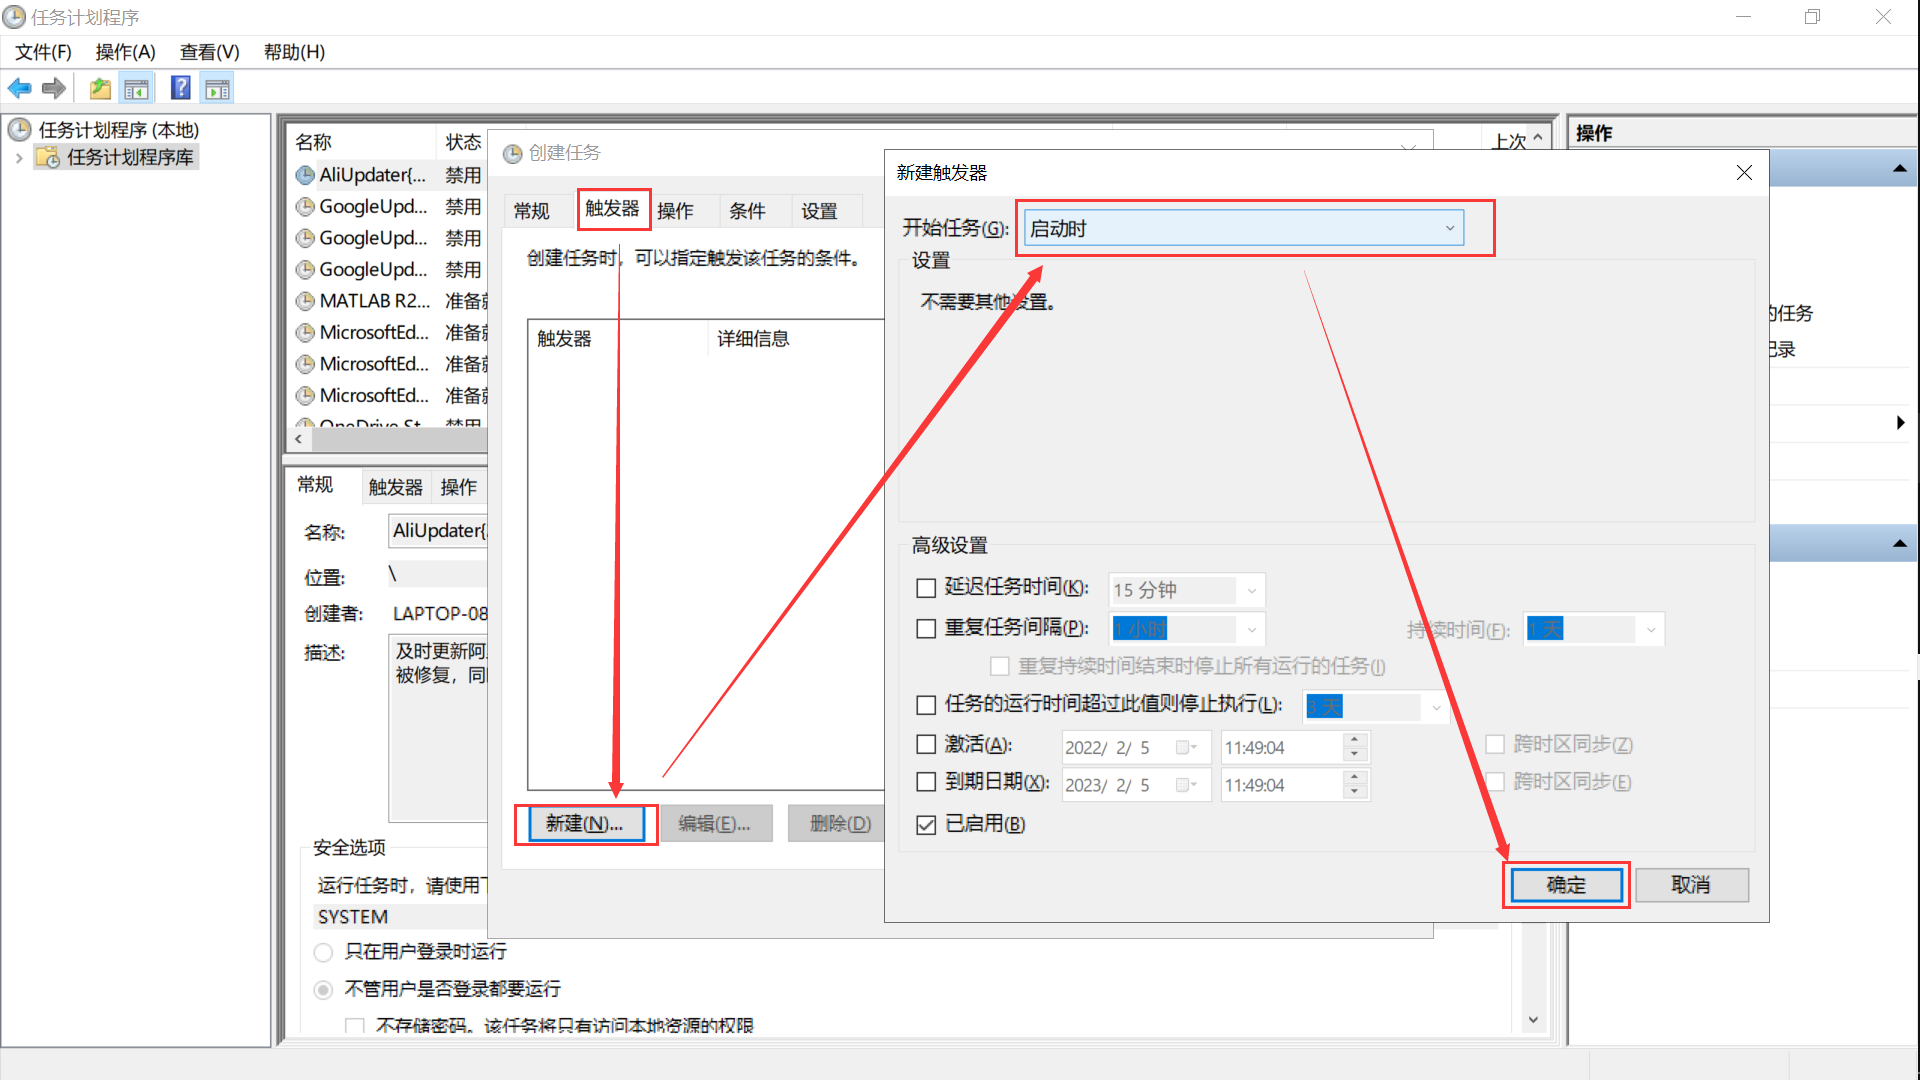 任务计划程序
文件(F) 操作(A) 查看(V) 帮助(H)
任务计划程序 (本地)
任务计划程序库
名称 状态
上次
AliUpdater{... 禁用
GoogleUpd... 禁用
GoogleUpd... 禁用
GoogleUpd... 禁用
MATLAB R2... 准备
MicrosoftEd... 准备
MicrosoftEd... 准备
MicrosoftEd... 准备
OneDrive St... 禁用
常规 触发器 操作
名称: AliUpdater{
位置: \
创建者: LAPTOP-08
描述: 及时更新阿
被修复，同
安全选项
运行任务时，请使用下
SYSTEM
只在用户登录时运行
不管用户是否登录都要运行
不存储密码。该任务将只有访问本地资源的权限
创建任务
常规 触发器 操作 条件 设置
创建任务时，可以指定触发该任务的条件。
触发器 详细信息
新建(N)... 编辑(E)... 删除(D)
新建触发器
开始任务(G): 启动时
设置
不需要其他设置。
高级设置
延迟任务时间(K): 15 分钟
重复任务间隔(P): 1 小时 持续时间(F): 1 天
重复持续时间结束时停止所有运行的任务(I)
任务的运行时间超过此值则停止执行(L): 3 天
激活(A): 2022/ 2/ 5 11:49:04 跨时区同步(Z)
到期日期(X): 2023/ 2/ 5 11:49:04 跨时区同步(E)
已启用(B)
确定 取消
操作
的任务
记录